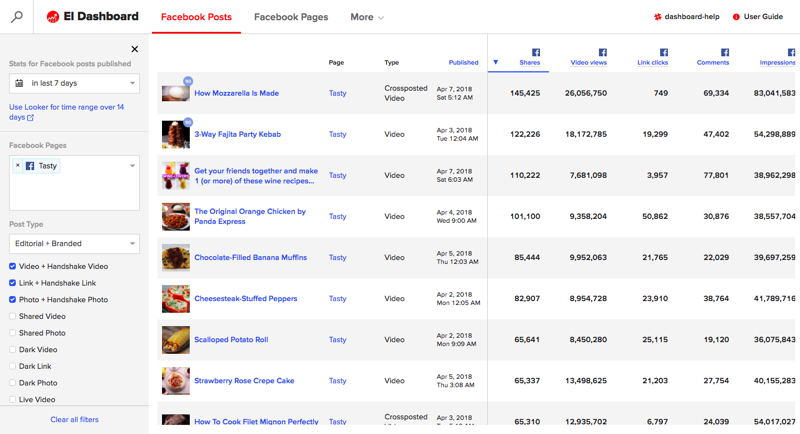 EI Dashboard
Facebook Posts
Facebook Pages
More
dashboard-help
User Guide
Stats for Facebook posts published
in last 7 days
Use Looker for time range over 14
days
Facebook Pages
× Tasty
Post Type
Editorial + Branded
Video + Handshake Video
Link + Handshake Link
Photo + Handshake Photo
Shared Video
Shared Photo
Dark Video
Dark Link
Dark Photo
Live Video
Clear all filters
Page Type Published ▼ Shares Video views Link clicks Comments Impressions
How Mozzarella Is Made Tasty Crossposted Video Apr 7, 2018 Sat 5:12 AM 145,425 26,056,750 749 69,334 83,041,583
3-Way Fajita Party Kebab Tasty Video Apr 3, 2018 Tue 12:04 AM 122,226 18,172,785 19,299 47,402 54,298,889
Get your friends together and make 1 (or more) of these wine recipes... Tasty Video Apr 7, 2018 Sat 6:03 AM 110,222 7,681,098 3,957 77,801 38,962,298
The Original Orange Chicken by Panda Express Tasty Video Apr 4, 2018 Wed 9:00 AM 101,100 9,358,204 50,862 30,876 38,557,704
Chocolate-Filled Banana Muffins Tasty Video Apr 5, 2018 Thu 12:03 AM 85,444 9,952,063 21,765 22,029 39,697,259
Cheesesteak-Stuffed Peppers Tasty Video Apr 2, 2018 Mon 12:05 AM 82,907 8,954,728 23,910 38,764 41,789,716
Scalloped Potato Roll Tasty Video Apr 2, 2018 Mon 9:09 AM 65,641 8,450,280 25,115 19,120 36,075,843
Strawberry Rose Crepe Cake Tasty Video Apr 5, 2018 Thu 3:08 AM 65,337 13,498,625 21,203 27,754 40,155,283
How To Cook Filet Mignon Perfectly Tasty Crossposted Apr 3, 2018 65,310 12,935,702 6,797 24,039 54,017,027